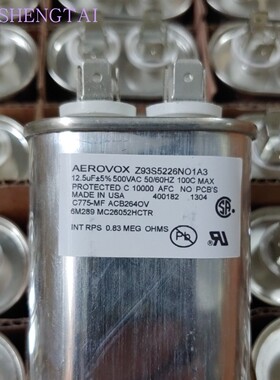 SHENGTAI
AEROVOX Z93S5226NO1A3
12.5uF±5% 500VAC 50/60HZ 100C MAX
PROTECTED C 10000 AFC NO PCB'S
MADE IN USA 400182 1304
C775-MF ACB264OV
6M289 MC26052HCTR
INT RPS 0.83 MEG OHMS
Pb